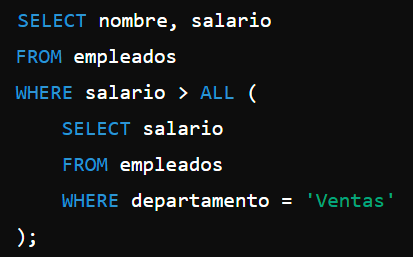 SELECT nombre, salario
FROM empleados
WHERE salario > ALL (
    SELECT salario
    FROM empleados
    WHERE departamento = 'Ventas'
);